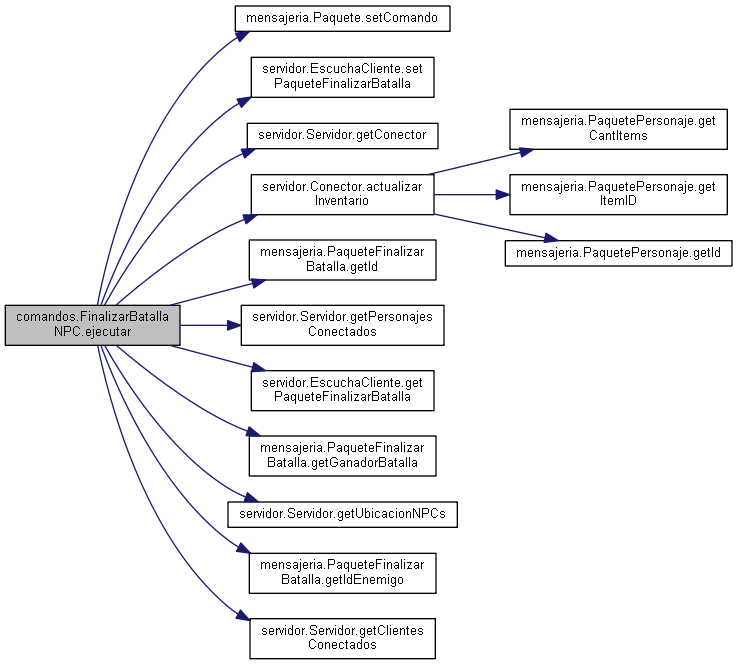 mensajeria.Paquete.setComando
servidor.EscuchaCliente.set
PaqueteFinalizarBatalla
servidor.Servidor.getConector
servidor.Conector.actualizar
Inventario
mensajeria.PaquetePersonaje.get
CantItems
mensajeria.PaquetePersonaje.get
ItemID
mensajeria.PaquetePersonaje.getId
mensajeria.PaqueteFinalizar
Batalla.getId
comandos.FinalizarBatalla
NPC.ejecutar
servidor.Servidor.getPersonajes
Conectados
servidor.EscuchaCliente.get
PaqueteFinalizarBatalla
mensajeria.PaqueteFinalizar
Batalla.getGanadorBatalla
servidor.Servidor.getUbicacionNPCs
mensajeria.PaqueteFinalizar
Batalla.getIdEnemigo
servidor.Servidor.getClientes
Conectados